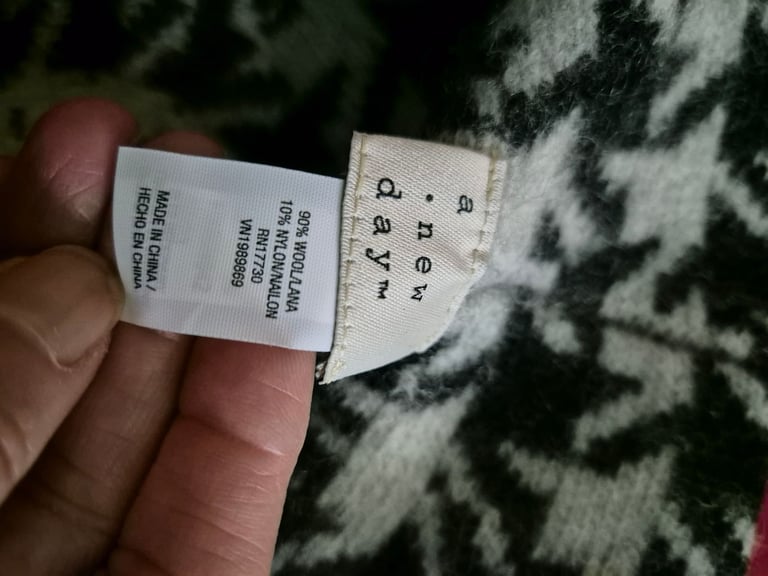 a
new
day™
90% WOOL/LANA
10% NYLON/NAILON
RN17730
VN1989869
MADE IN CHINA /
HECHO EN CHINA